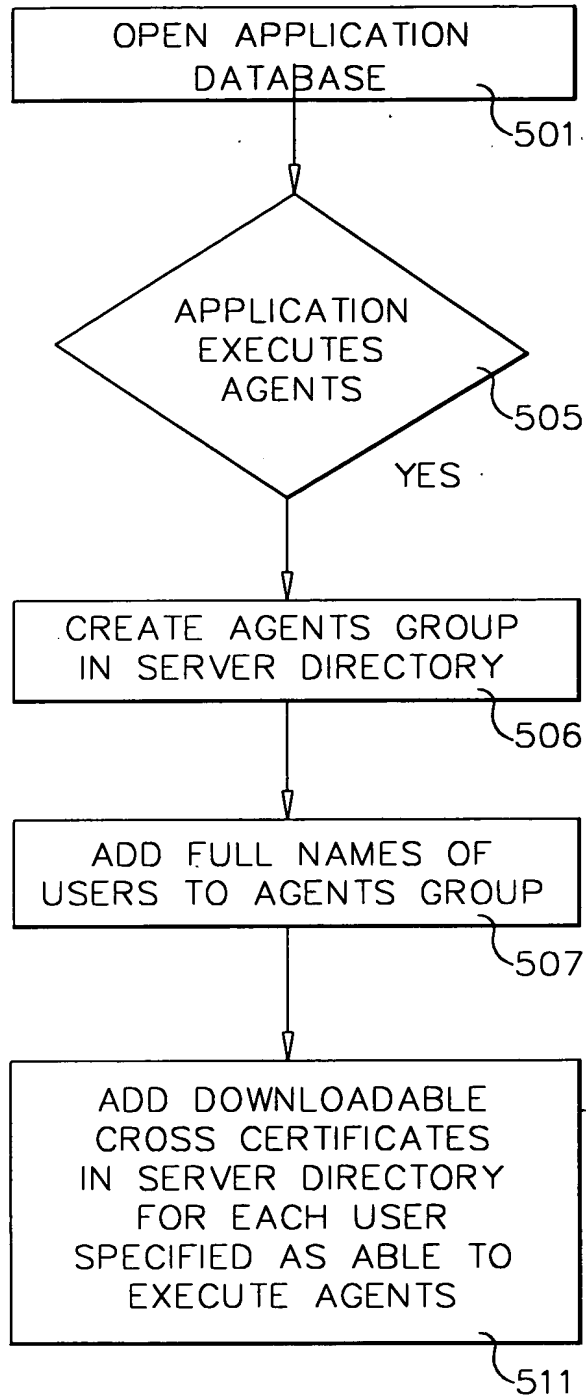 OPEN APPLICATION
DATABASE
501
APPLICATION
EXECUTES
AGENTS
505
YES
CREATE AGENTS GROUP
IN SERVER DIRECTORY
506
ADD FULL NAMES OF
USERS TO AGENTS GROUP
507
ADD DOWNLOADABLE
CROSS CERTIFICATES
IN SERVER DIRECTORY
FOR EACH USER
SPECIFIED AS ABLE TO
EXECUTE AGENTS
511